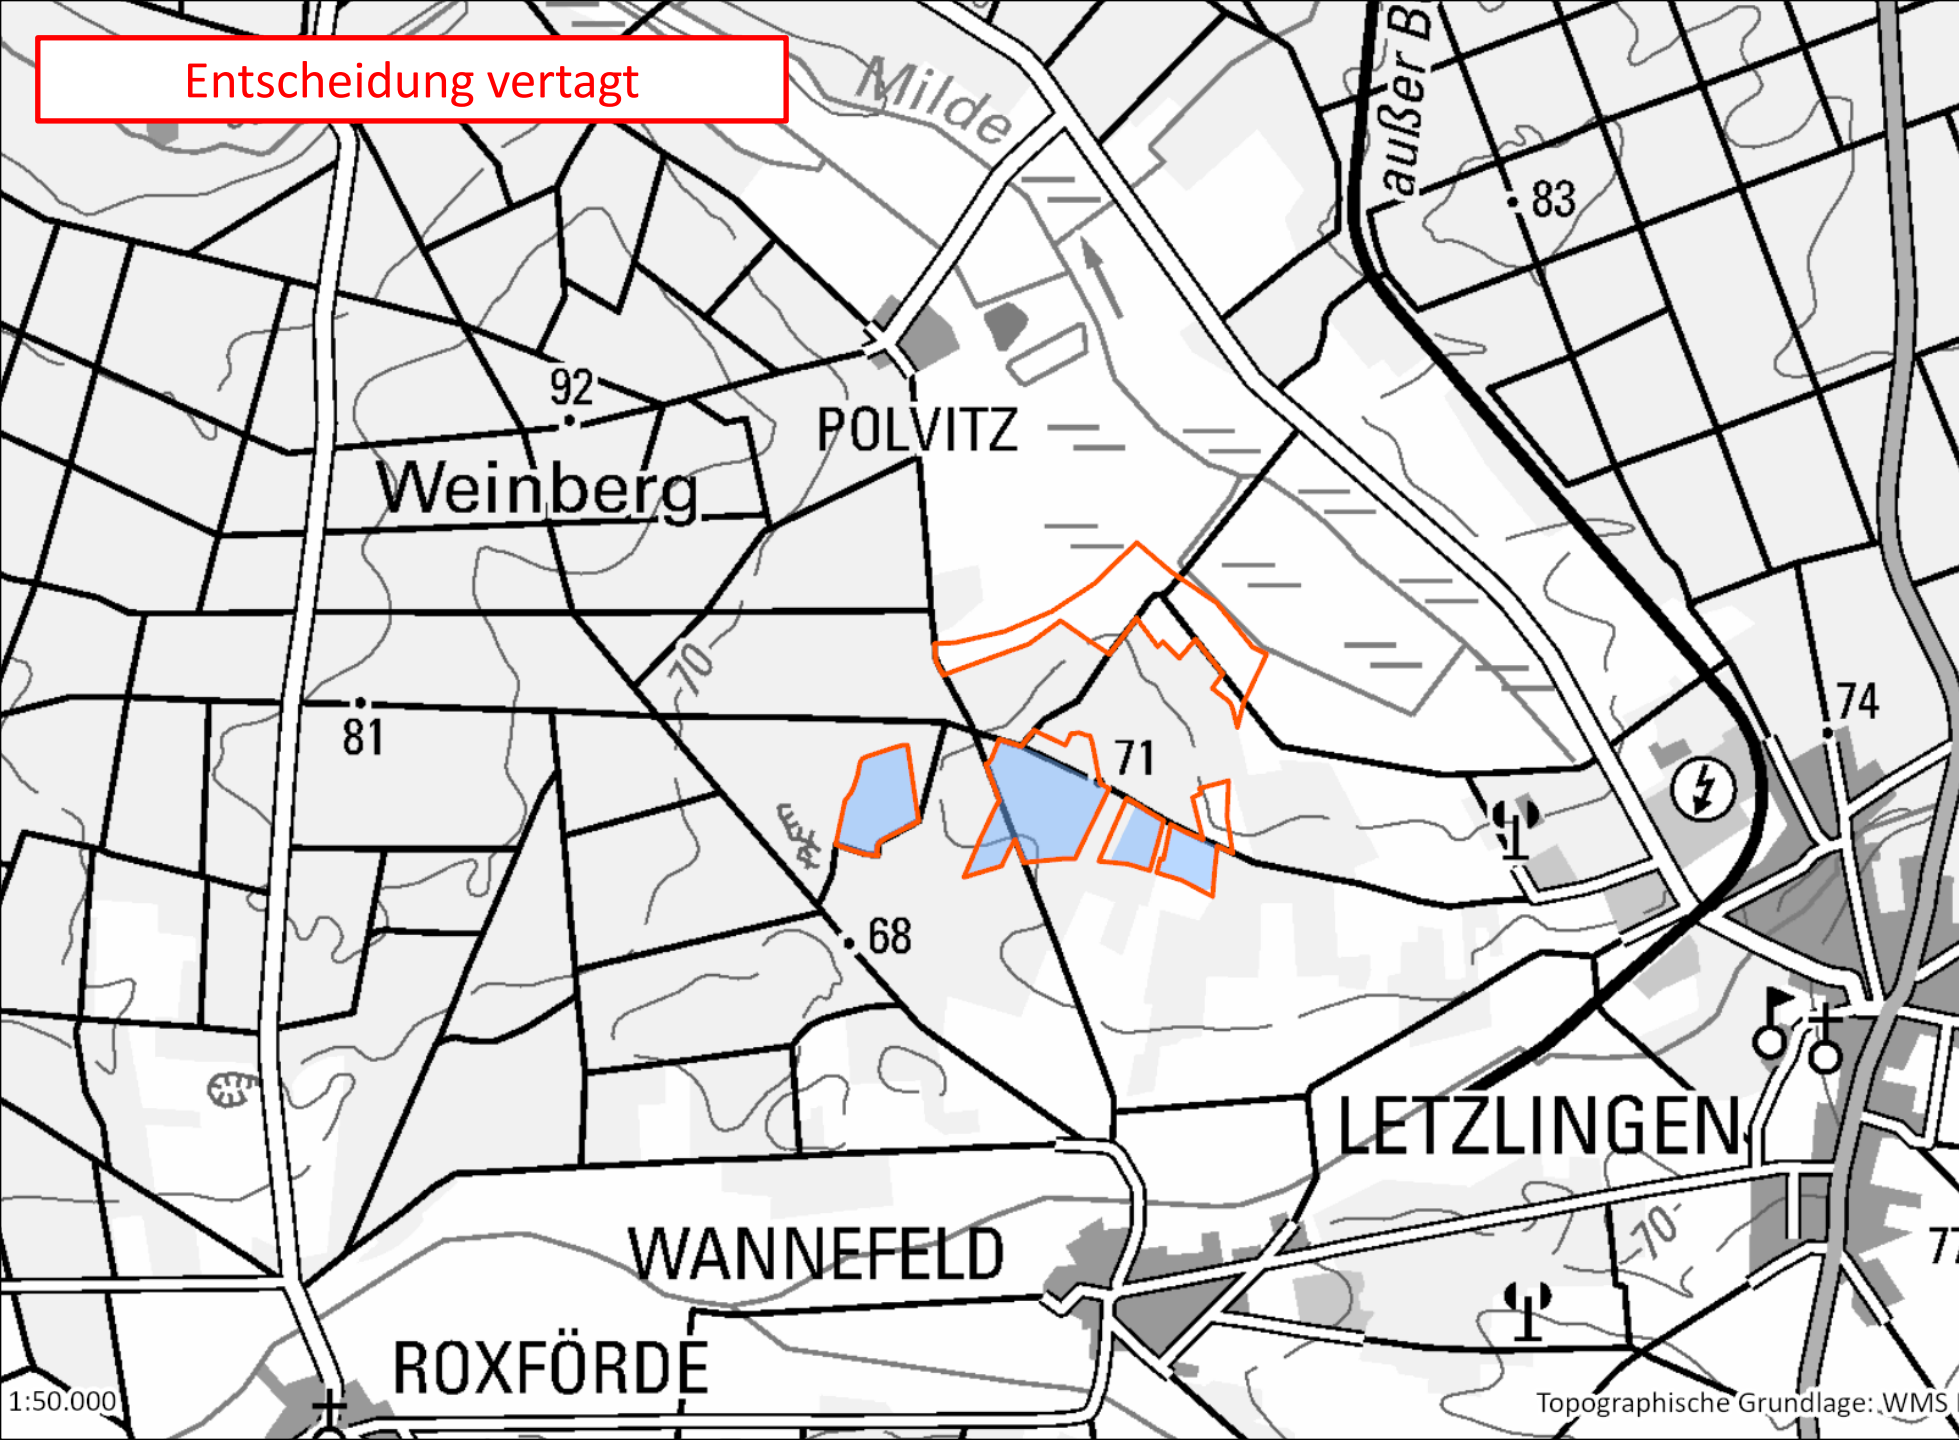 Entscheidung vertagt
Milde
außer B
83
92
POLVITZ
Weinberg
70
81
71
74
68
LETZLINGEN
WANNEFELD
70
77
ROXFÖRDE
1:50.000
Topographische Grundlage: WMS